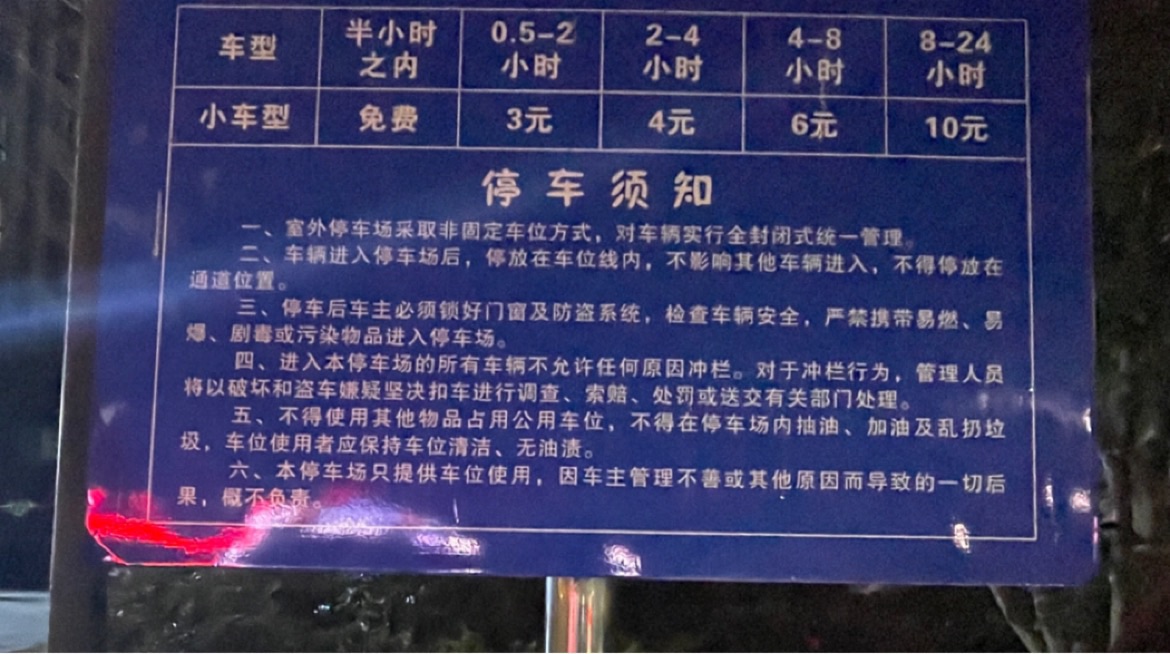 车型 半小时之内 0.5-2小时 2-4小时 4-8小时 8-24小时
小车型 免费 3元 4元 6元 10元
停车须知
一、室外停车场采取非固定车位方式，对车辆实行全封闭式统一管理。
二、车辆进入停车场后，停放在车位线内，不影响其他车辆进入，不得停放在
通道位置。
三、停车后车主必须锁好门窗及防盗系统，检查车辆安全，严禁携带易燃、易
爆、剧毒或污染物品进入停车场。
四、进入本停车场的所有车辆不允许任何原因冲栏。对于冲栏行为，管理人员
将以破坏和盗车嫌疑坚决扣车进行调查、索赔、处罚或送交有关部门处理。
五、不得使用其他物品占用公用车位，不得在停车场内抽油、加油及乱扔垃
圾，车位使用者应保持车位清洁、无油渍。
六、本停车场只提供车位使用，因车主管理不善或其他原因而导致的一切后
果，概不负责。